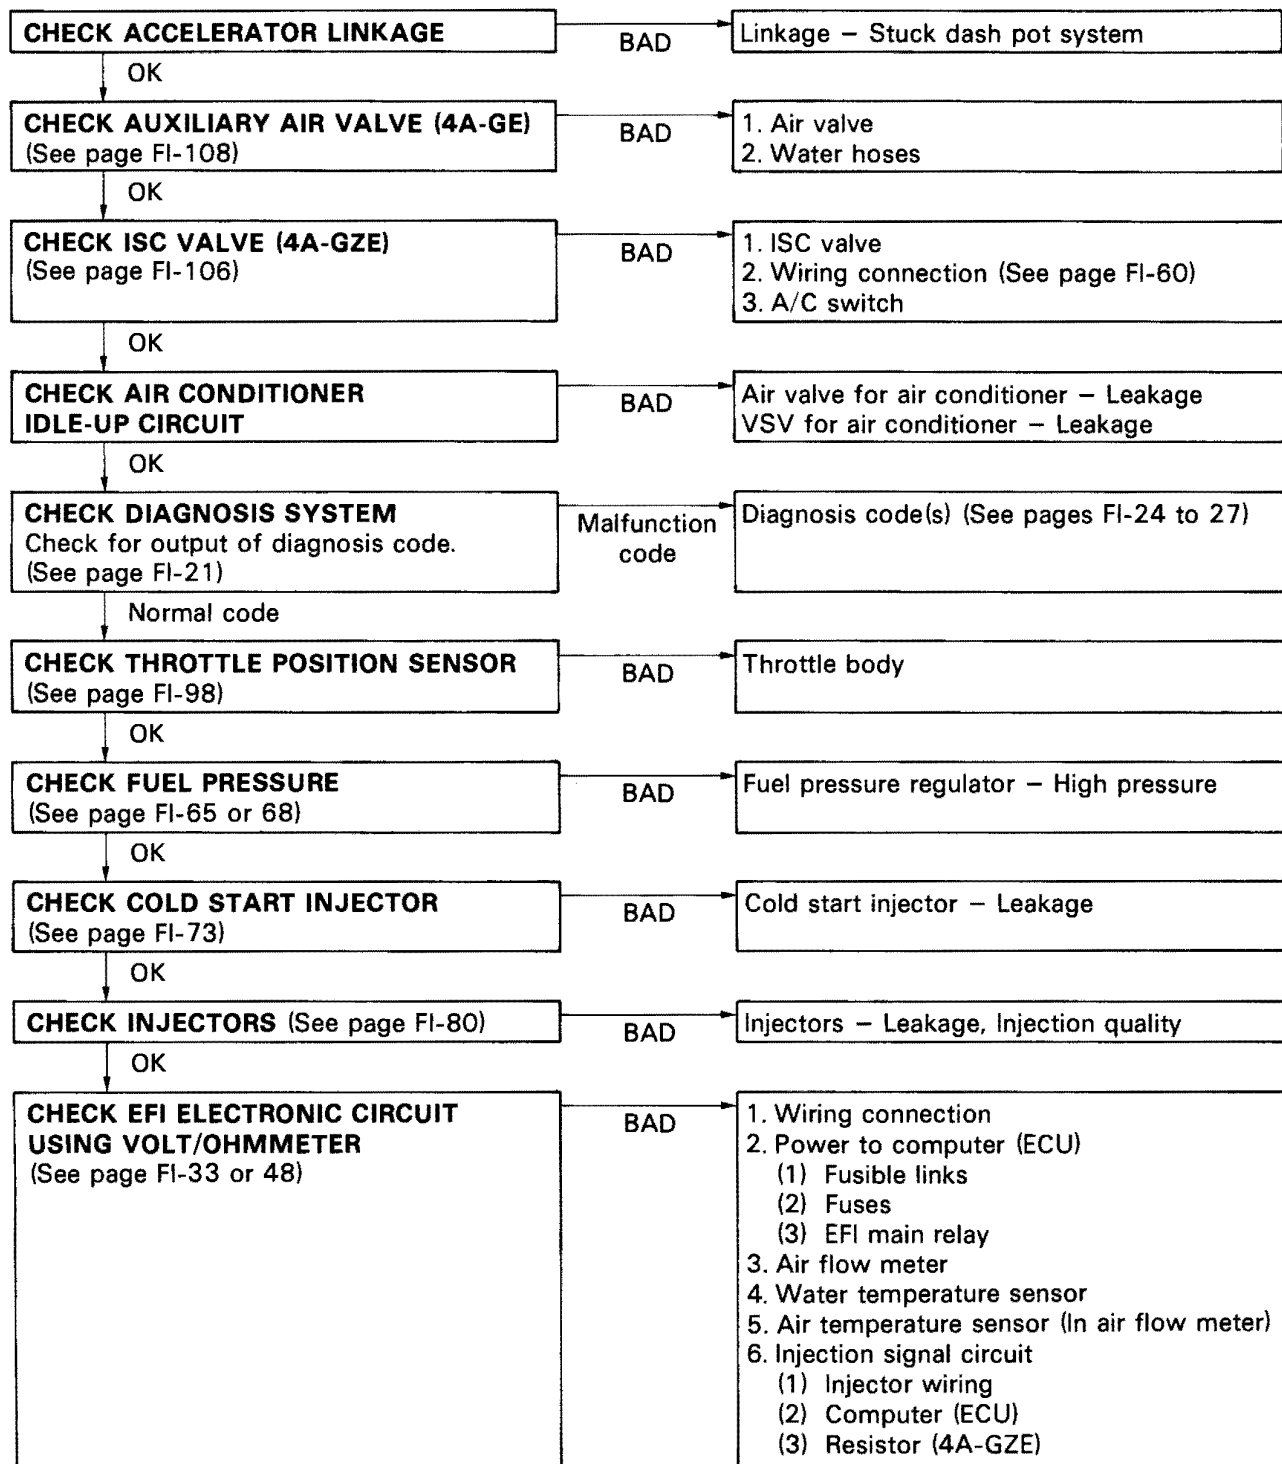 CHECK ACCELERATOR LINKAGE
BAD
Linkage – Stuck dash pot system
OK
CHECK AUXILIARY AIR VALVE (4A-GE)
(See page FI-108)
BAD
1. Air valve
2. Water hoses
OK
CHECK ISC VALVE (4A-GZE)
(See page FI-106)
BAD
1. ISC valve
2. Wiring connection (See page FI-60)
3. A/C switch
OK
CHECK AIR CONDITIONER
IDLE-UP CIRCUIT
BAD
Air valve for air conditioner – Leakage
VSV for air conditioner – Leakage
OK
CHECK DIAGNOSIS SYSTEM
Check for output of diagnosis code.
(See page FI-21)
Malfunction
code
Diagnosis code(s) (See pages FI-24 to 27)
Normal code
CHECK THROTTLE POSITION SENSOR
(See page FI-98)
BAD
Throttle body
OK
CHECK FUEL PRESSURE
(See page FI-65 or 68)
BAD
Fuel pressure regulator – High pressure
OK
CHECK COLD START INJECTOR
(See page FI-73)
BAD
Cold start injector – Leakage
OK
CHECK INJECTORS (See page FI-80)
BAD
Injectors – Leakage, Injection quality
OK
CHECK EFI ELECTRONIC CIRCUIT
USING VOLT/OHMMETER
(See page FI-33 or 48)
BAD
1. Wiring connection
2. Power to computer (ECU)
(1) Fusible links
(2) Fuses
(3) EFI main relay
3. Air flow meter
4. Water temperature sensor
5. Air temperature sensor (In air flow meter)
6. Injection signal circuit
(1) Injector wiring
(2) Computer (ECU)
(3) Resistor (4A-GZE)